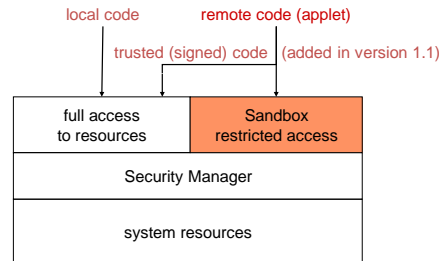 local code
remote code (applet)
trusted (signed) code
(added in version 1.1)
full access
to resources
Sandbox
restricted access
Security Manager
system resources